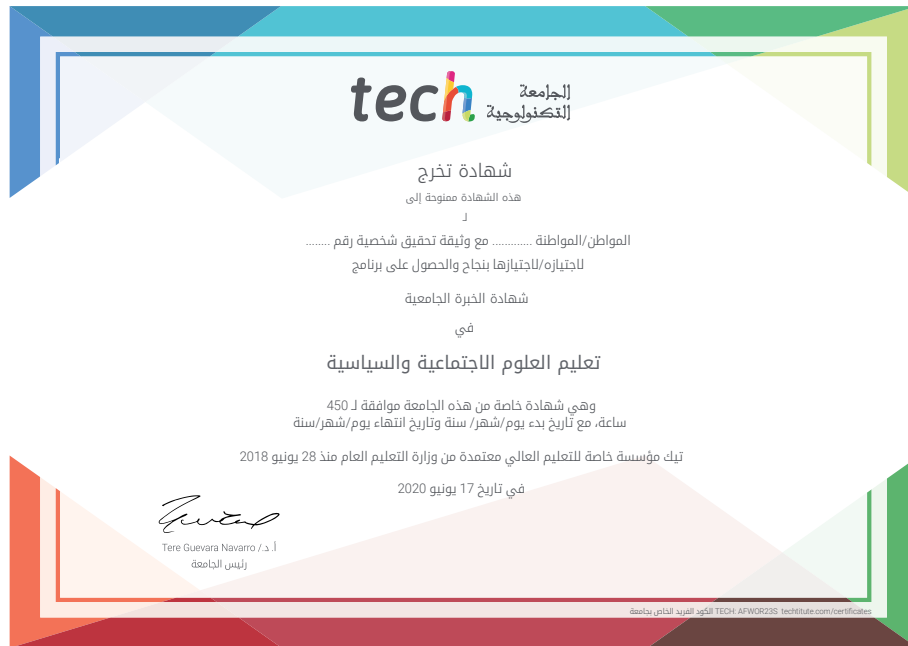 tech الجامعة
التكنولوجية
شهادة تخرج
هذه الشهادة ممنوحة إلى
لـ
المواطن/المواطنة ............. مع وثيقة تحقيق شخصية رقم ........
لاجتيازه/لاجتيازها بنجاح والحصول على برنامج
شهادة الخبرة الجامعية
في
تعليم العلوم الاجتماعية والسياسية
وهي شهادة خاصة من هذه الجامعة موافقة لـ 450
ساعة، مع تاريخ بدء يوم/شهر/ سنة وتاريخ انتهاء يوم/شهر/سنة
تيك مؤسسة خاصة للتعليم العالي معتمدة من وزارة التعليم العام منذ 28 يونيو 2018
في تاريخ 17 يونيو 2020
أ. د./ Tere Guevara Navarro
رئيس الجامعة
الكود الفريد الخاص بجامعة TECH: AFWOR23S techtitute.com/certificates